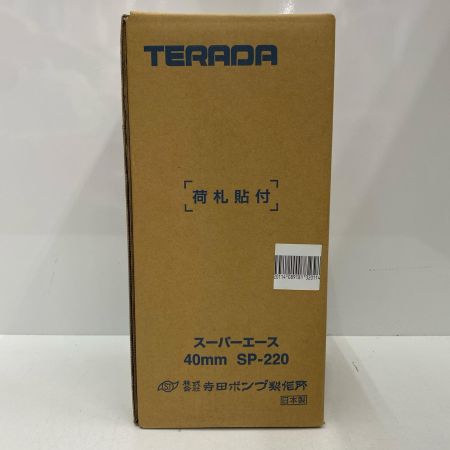 TERADA
荷札貼付
スーパーエース
40mm SP-220
株式会社 寺田ポンプ製作所
日本製